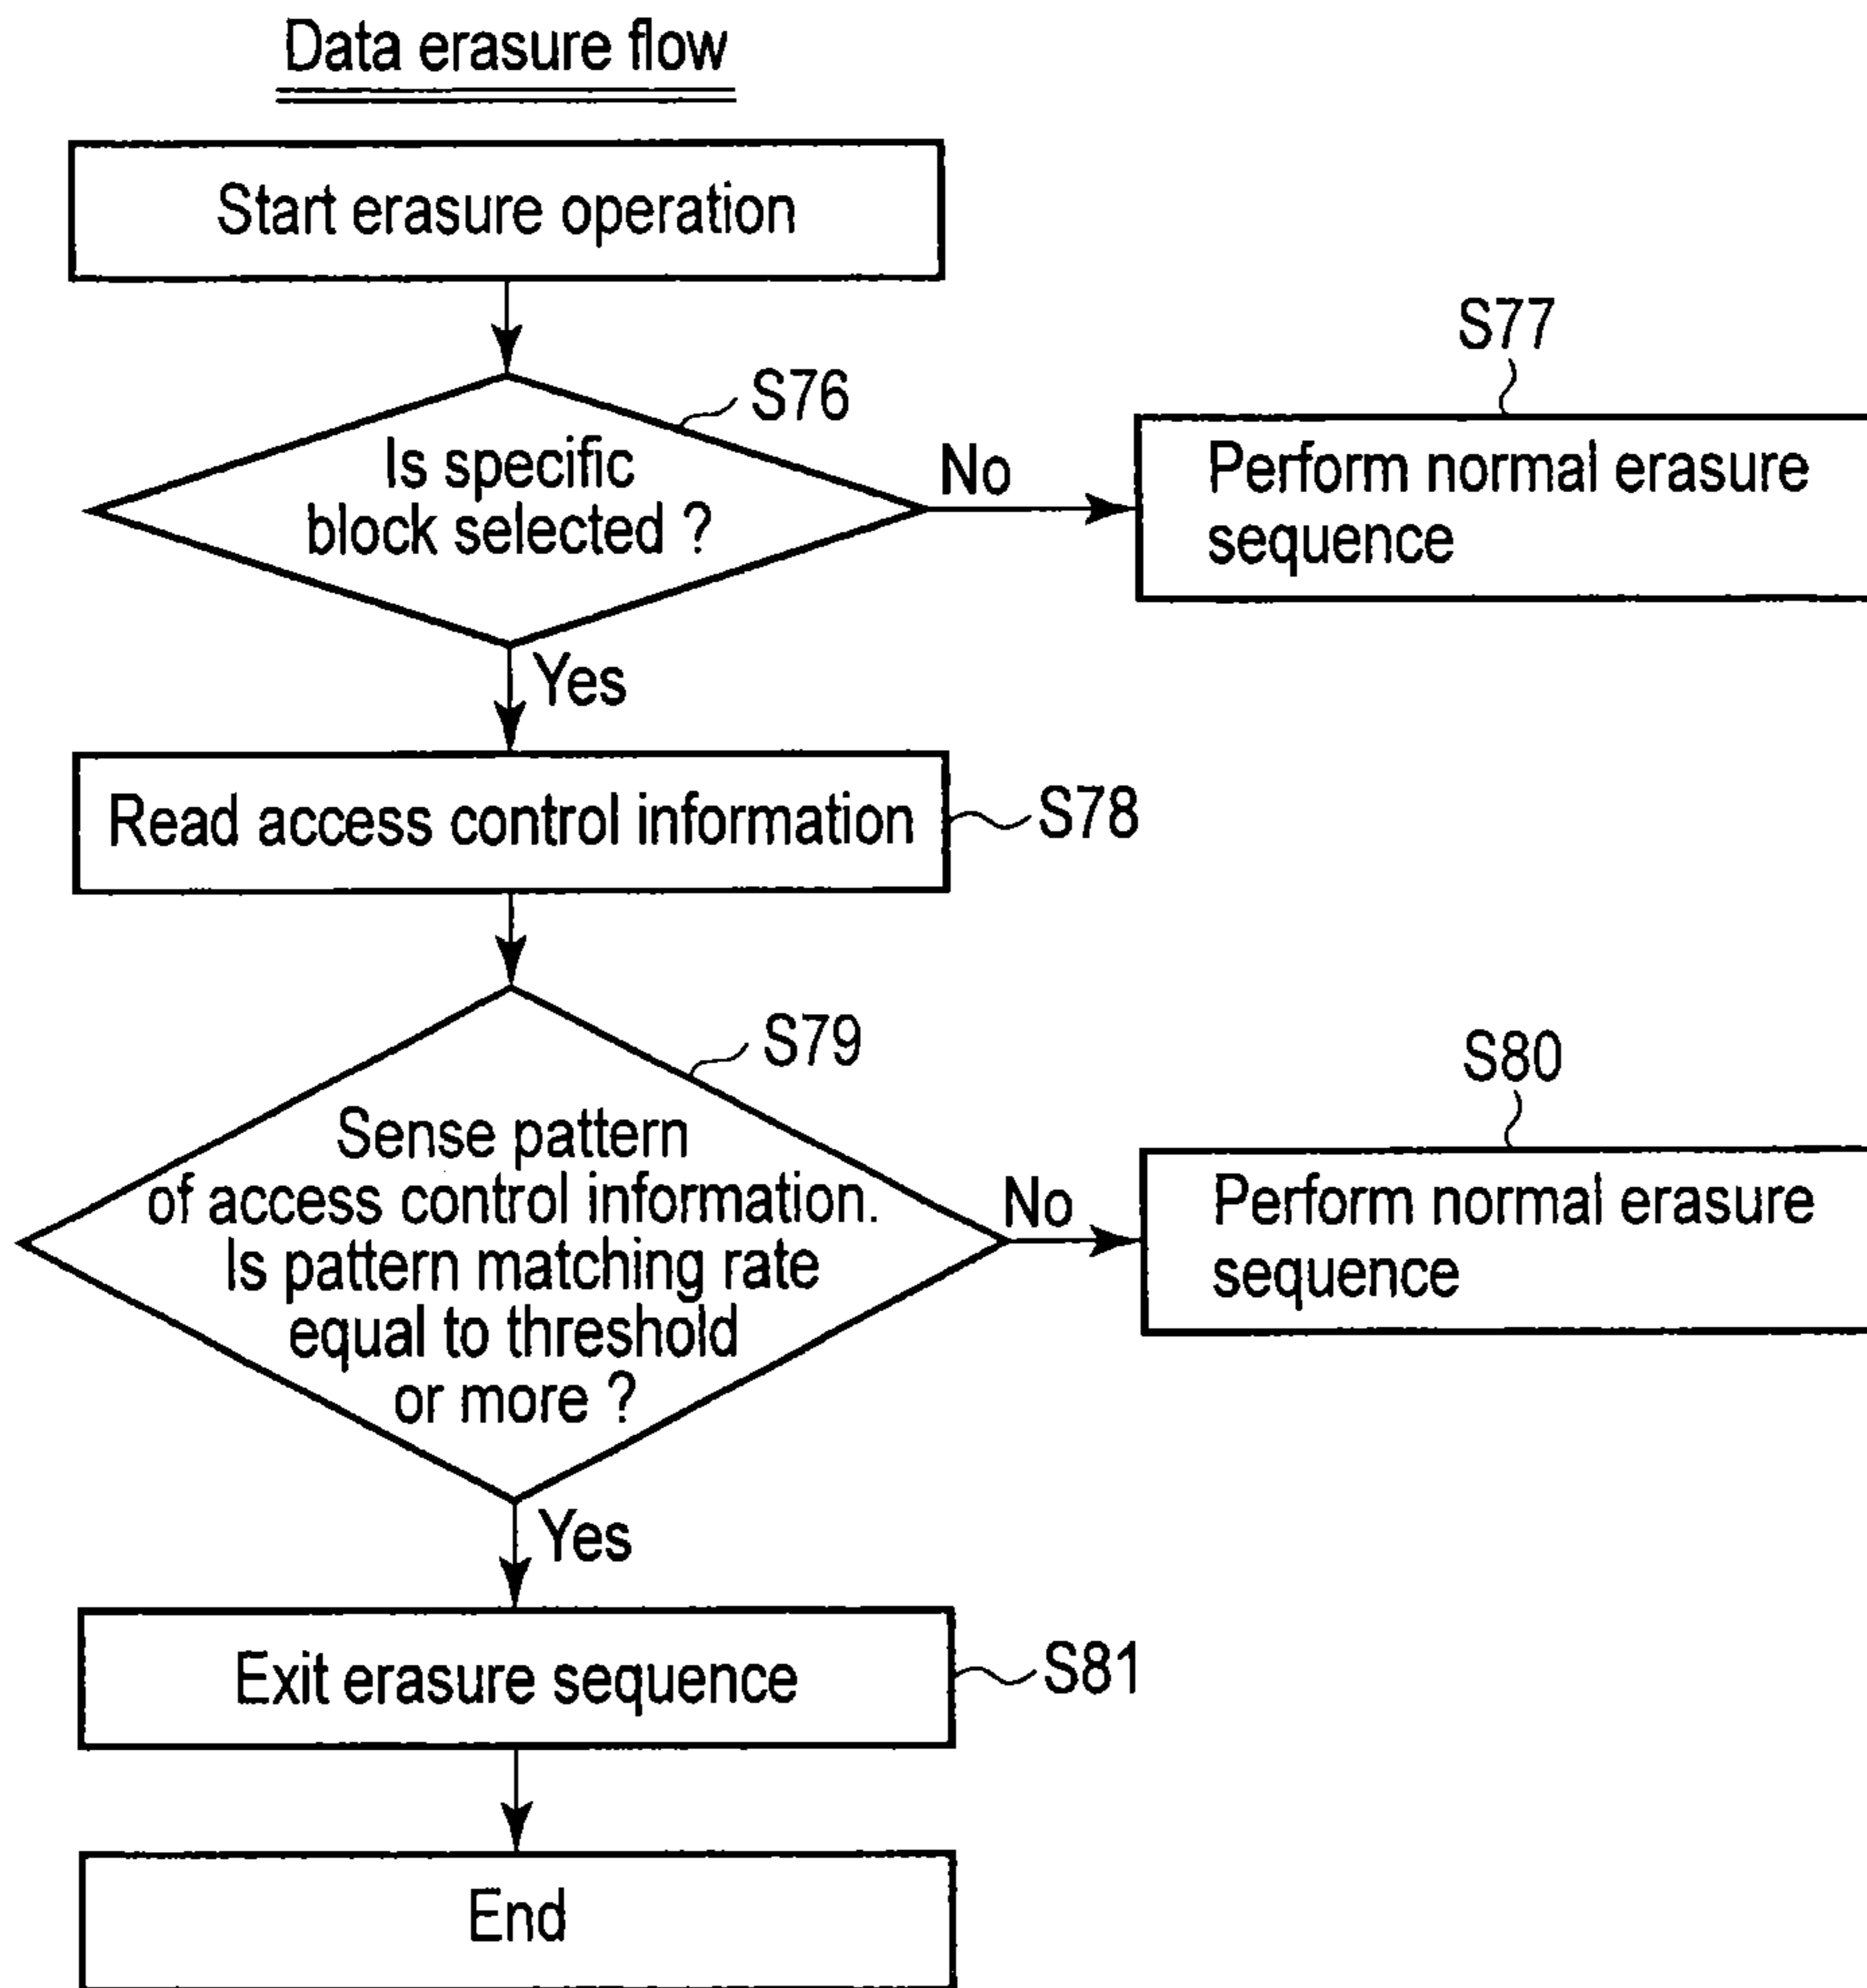 Data erasure flow
Start erasure operation
S76
S77
Is specific
block selected ?
No
Perform normal erasure
sequence
Yes
Read access control information
S78
S79
S80
Sense pattern
of access control information.
Is pattern matching rate
equal to threshold
or more ?
No
Perform normal erasure
sequence
Yes
Exit erasure sequence
S81
End